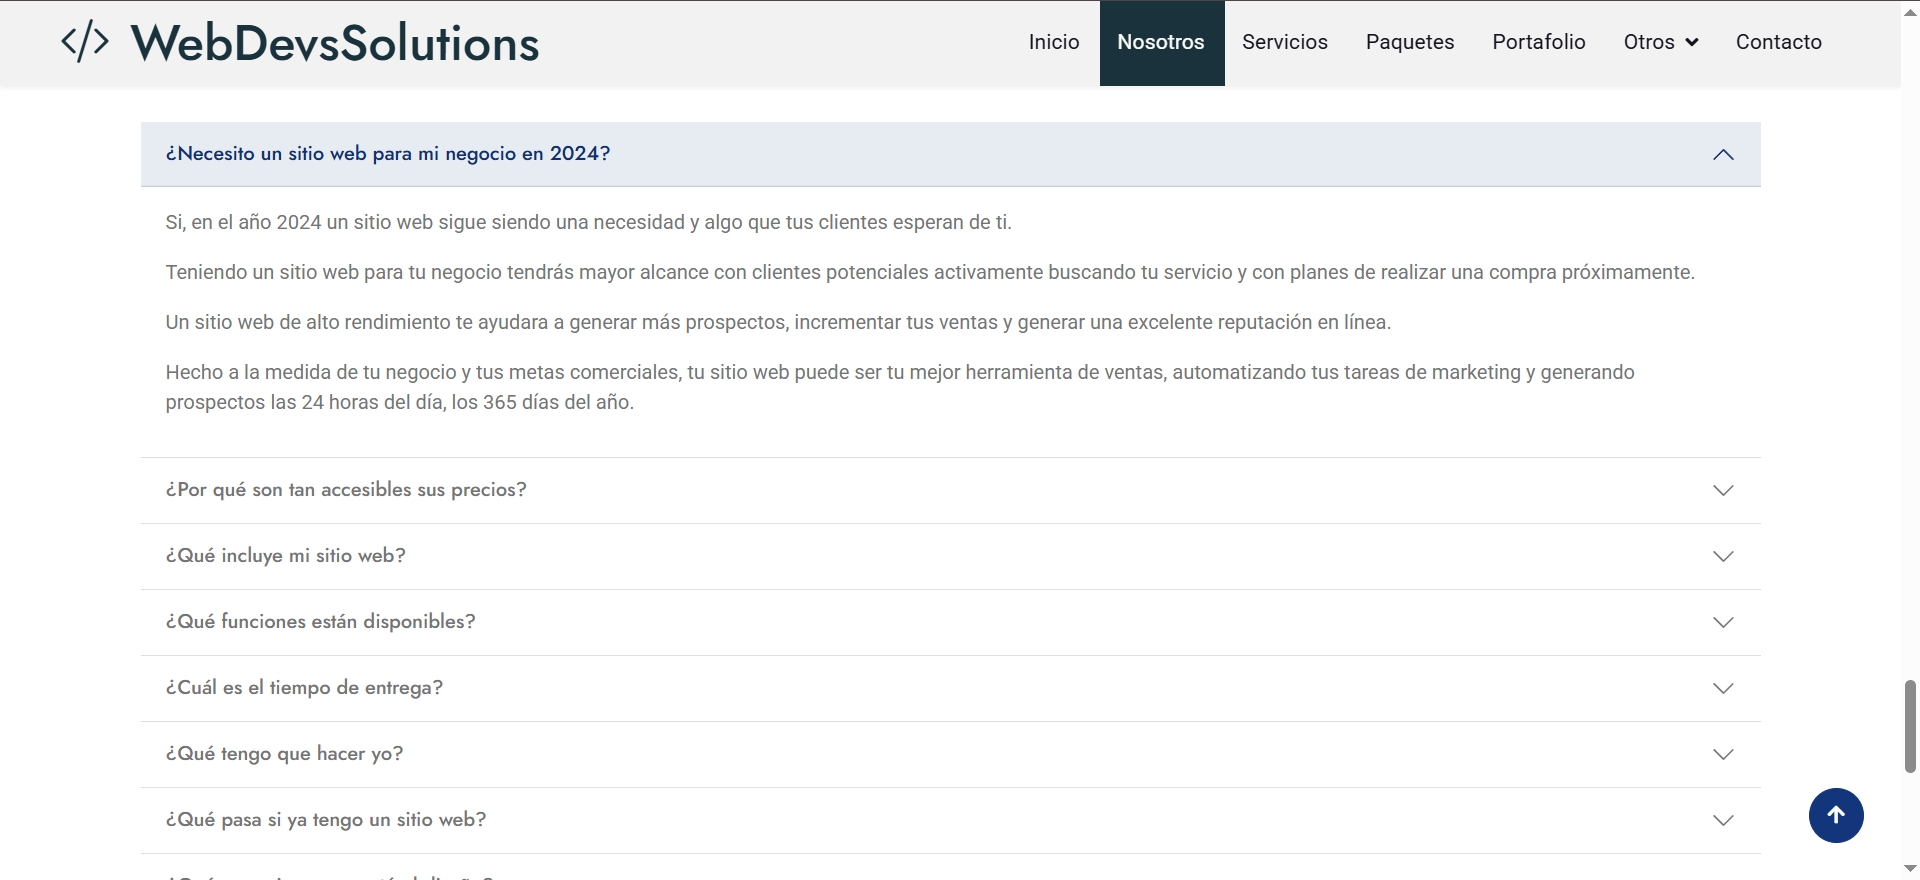 </> WebDevsSolutions
Inicio
Nosotros
Servicios
Paquetes
Portafolio
Otros
Contacto
¿Necesito un sitio web para mi negocio en 2024?
Si, en el año 2024 un sitio web sigue siendo una necesidad y algo que tus clientes esperan de ti.
Teniendo un sitio web para tu negocio tendrás mayor alcance con clientes potenciales activamente buscando tu servicio y con planes de realizar una compra próximamente.
Un sitio web de alto rendimiento te ayudara a generar más prospectos, incrementar tus ventas y generar una excelente reputación en línea.
Hecho a la medida de tu negocio y tus metas comerciales, tu sitio web puede ser tu mejor herramienta de ventas, automatizando tus tareas de marketing y generando
prospectos las 24 horas del día, los 365 días del año.
¿Por qué son tan accesibles sus precios?
¿Qué incluye mi sitio web?
¿Qué funciones están disponibles?
¿Cuál es el tiempo de entrega?
¿Qué tengo que hacer yo?
¿Qué pasa si ya tengo un sitio web?